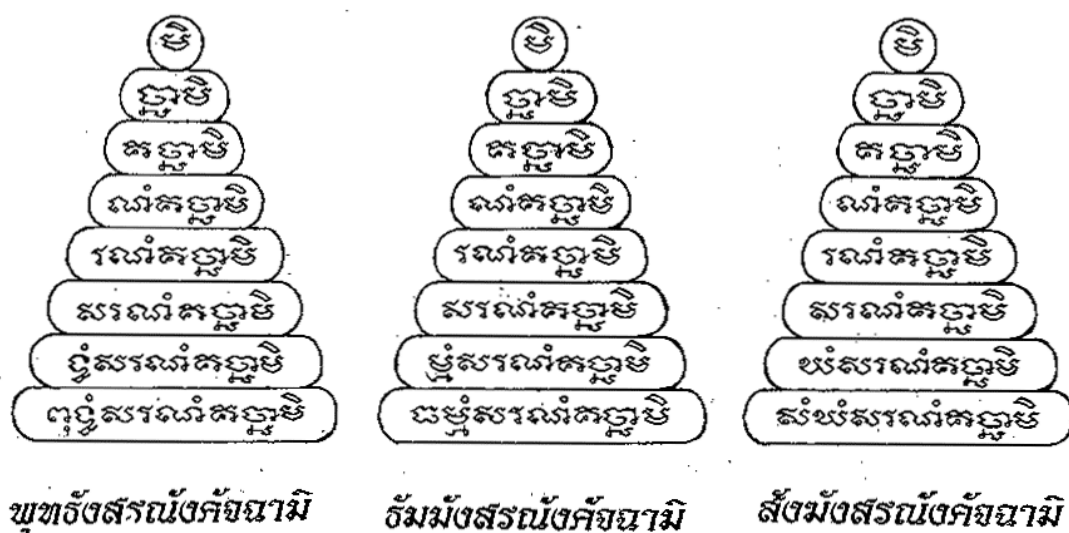 មិ
ច្ឆាមិ
គច្ឆាមិ
ណំគច្ឆាមិ
រណំគច្ឆាមិ
សរណំគច្ឆាមិ
ទ្ធំសរណំគច្ឆាមិ
ពុទ្ធំសរណំគច្ឆាមិ
พุทธังสรณังคัจฉามิ
មិ
ច្ឆាមិ
គច្ឆាមិ
ណំគច្ឆាមិ
រណំគច្ឆាមិ
សរណំគច្ឆាមិ
ម្មំសរណំគច្ឆាមិ
ធម្មំសរណំគច្ឆាមិ
ธัมมังสรณังคัจฉามิ
មិ
ច្ឆាមិ
គច្ឆាមិ
ណំគច្ឆាមិ
រណំគច្ឆាមិ
សរណំគច្ឆាមិ
ឃំសរណំគច្ឆាមិ
សំឃំសរណំគច្ឆាមិ
สังฆังสรณังคัจฉามิ